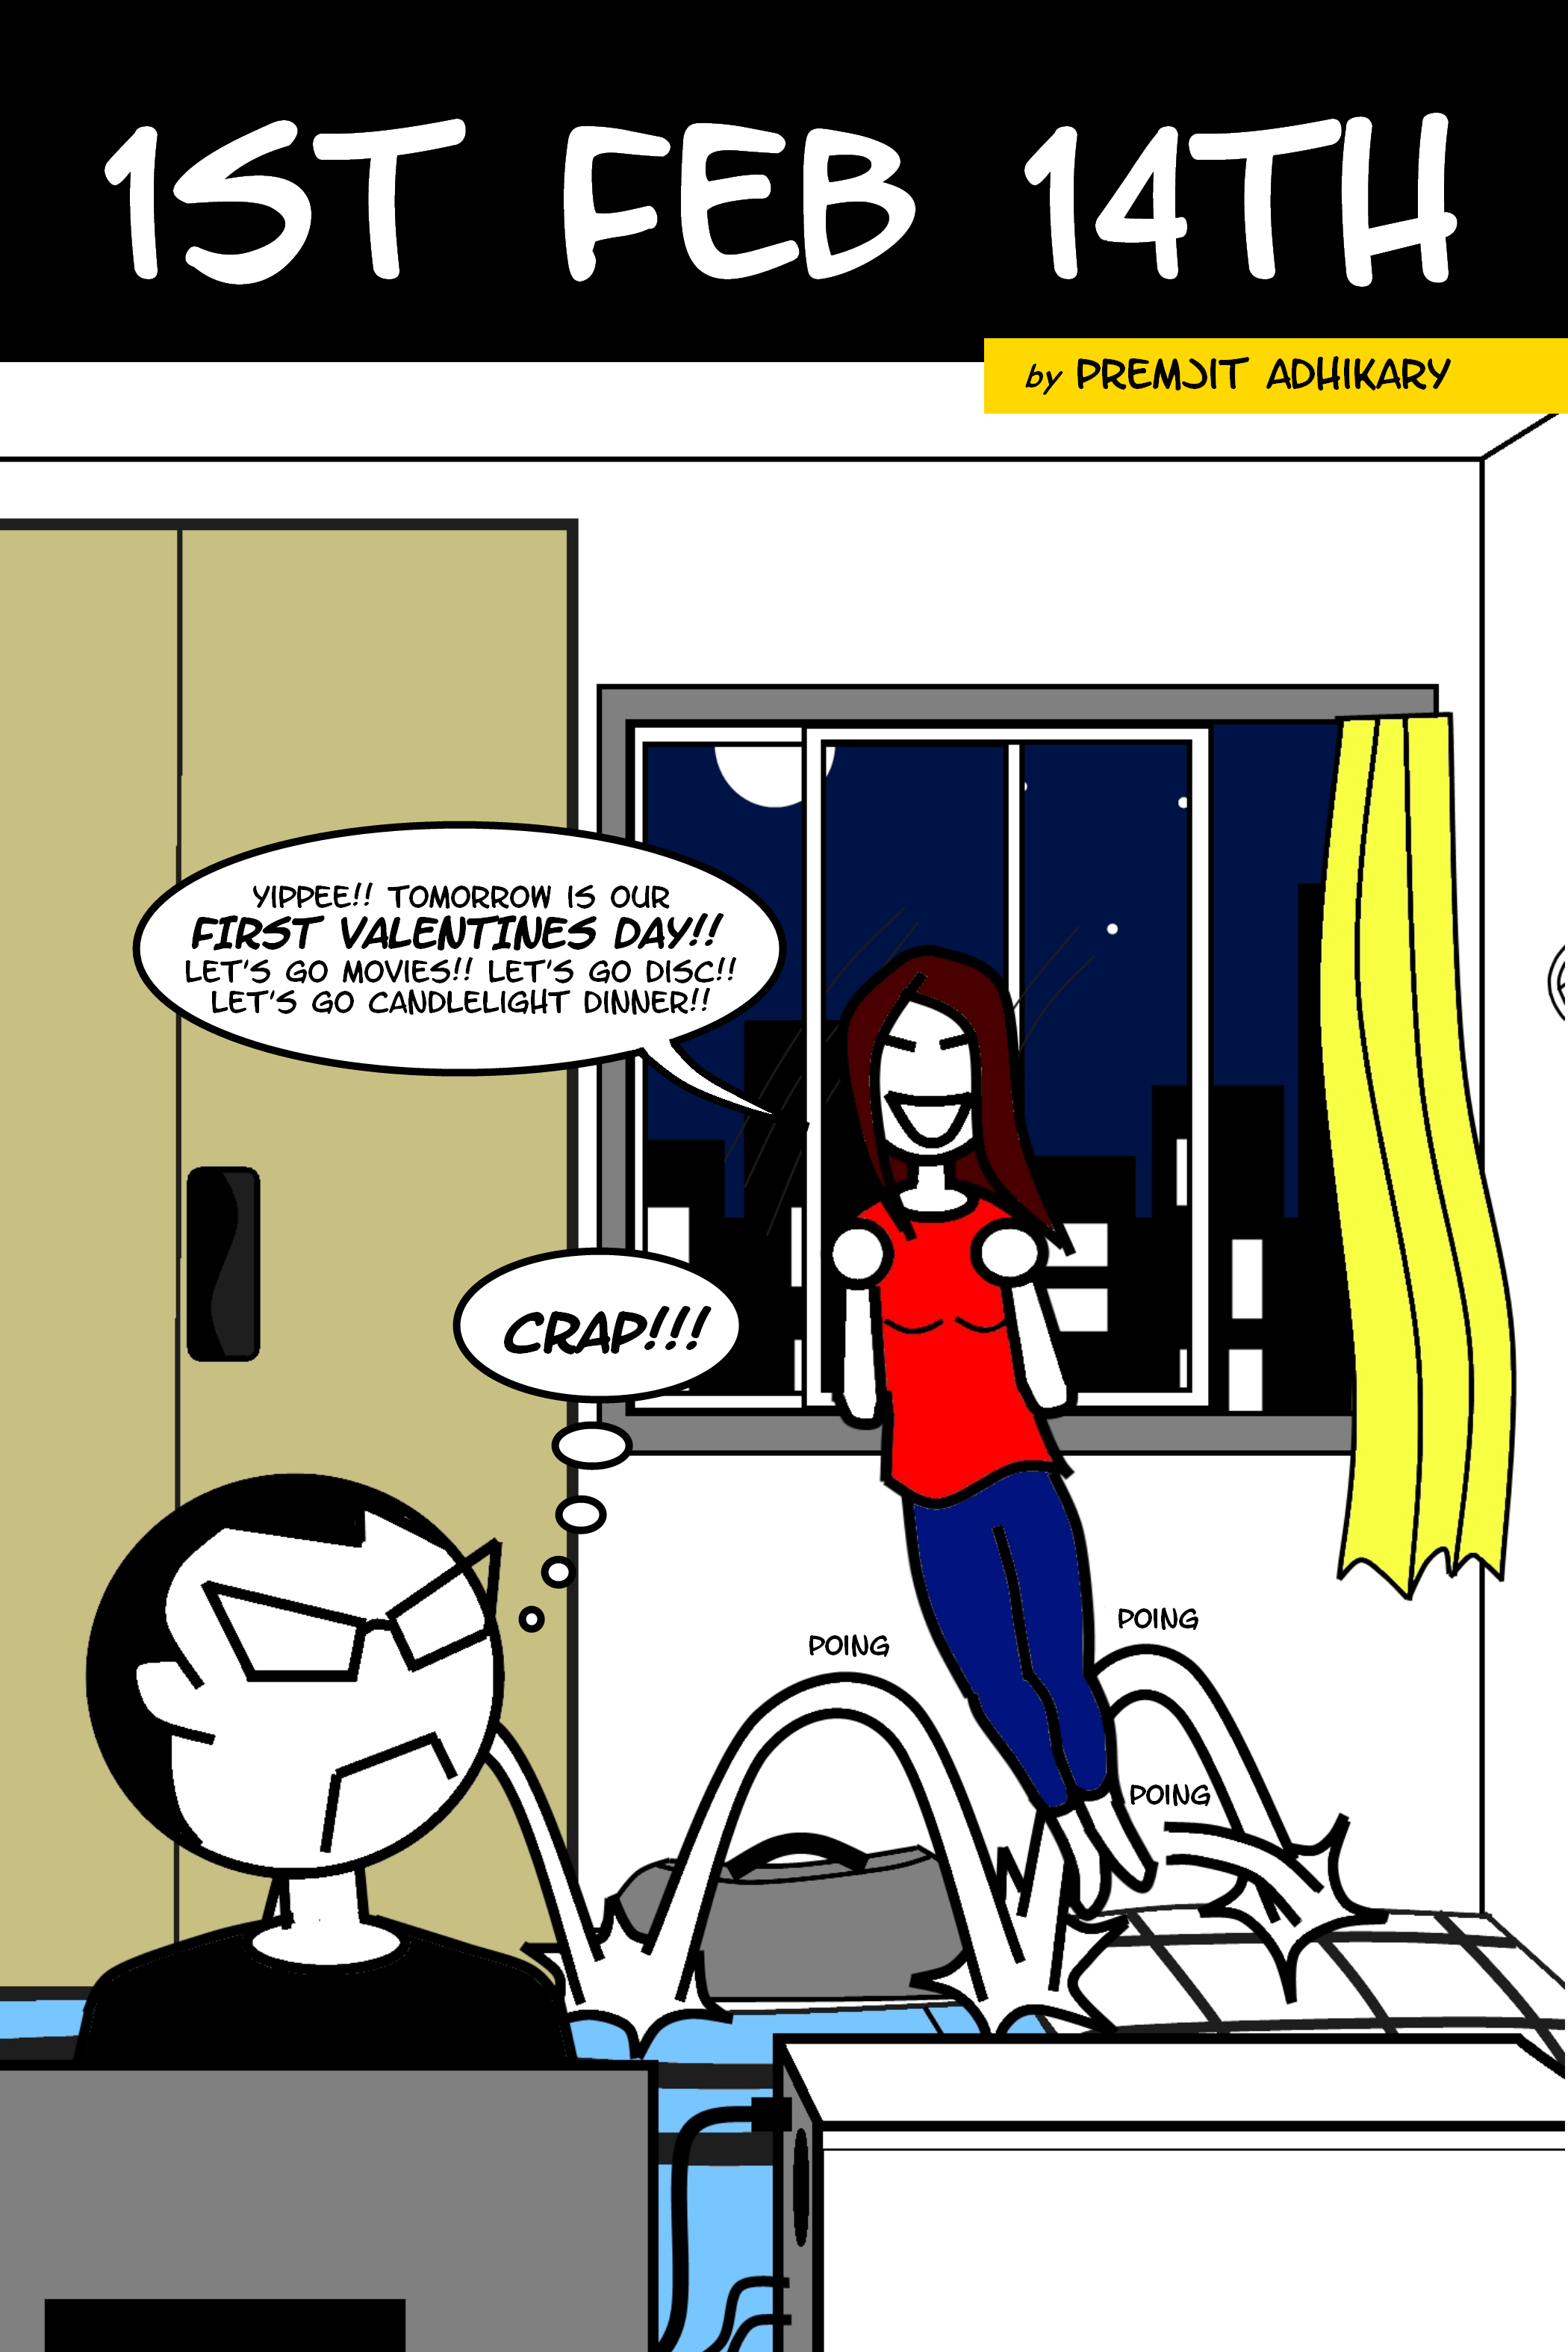 1ST FEB 14TH
by PREMJIT ADHIKARY
YIPPEE!! TOMORROW IS OUR
FIRST VALENTINES DAY!!
LET'S GO MOVIES!! LET'S GO DISC!!
LET'S GO CANDLELIGHT DINNER!!
CRAP!!!
POING
POING
POING